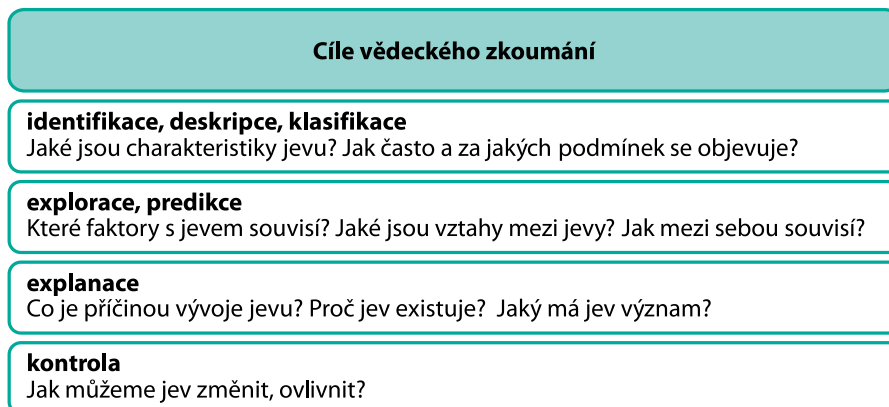 Cíle vědeckého zkoumání
identifikace, deskripce, klasifikace
Jaké jsou charakteristiky jevu? Jak často a za jakých podmínek se objevuje?
explorace, predikce
Které faktory s jevem souvisí? Jaké jsou vztahy mezi jevy? Jak mezi sebou souvisí?
explanace
Co je příčinou vývoje jevu? Proč jev existuje? Jaký má jev význam?
kontrola
Jak můžeme jev změnit, ovlivnit?